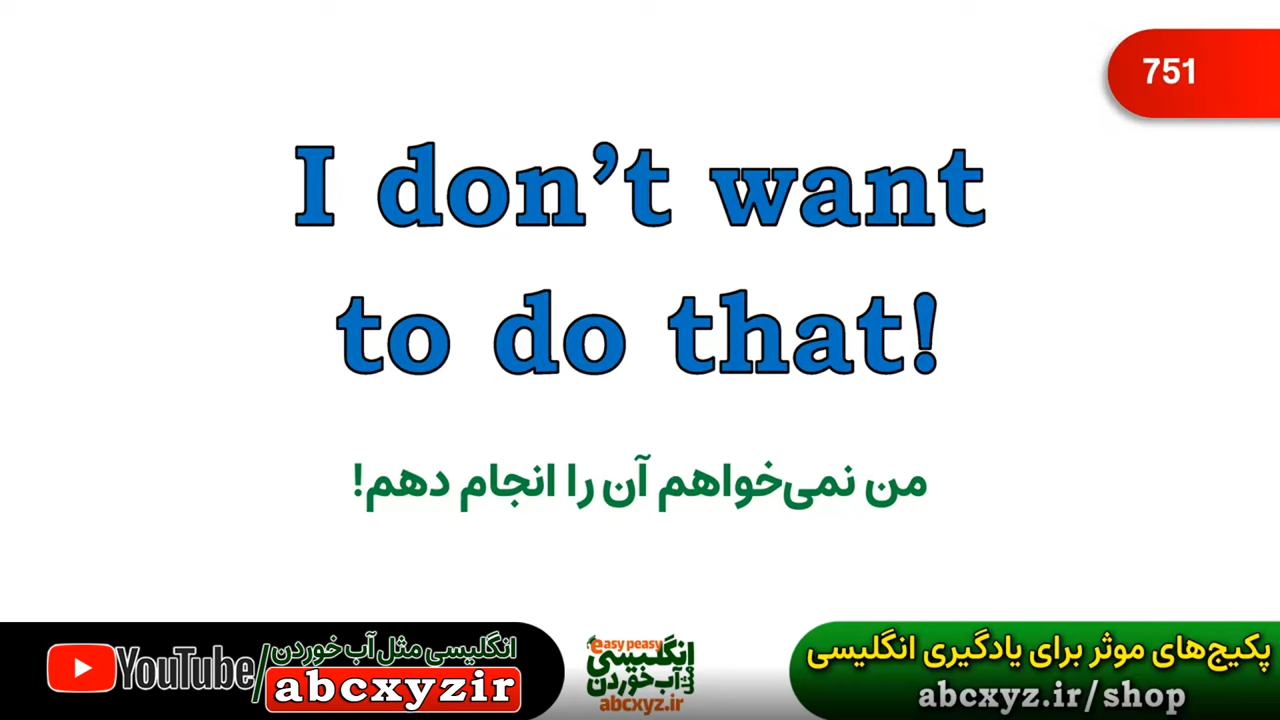 751
I don’t want
to do that!
من نمی‌خواهم آن را انجام دهم!
YouTube/
انگلیسی مثل آب خوردن
abcxyzir
easy peasy
انگلیسی
مثل آب خوردن
abcxyz.ir
پکیج‌های موثر برای یادگیری انگلیسی
abcxyz.ir/shop